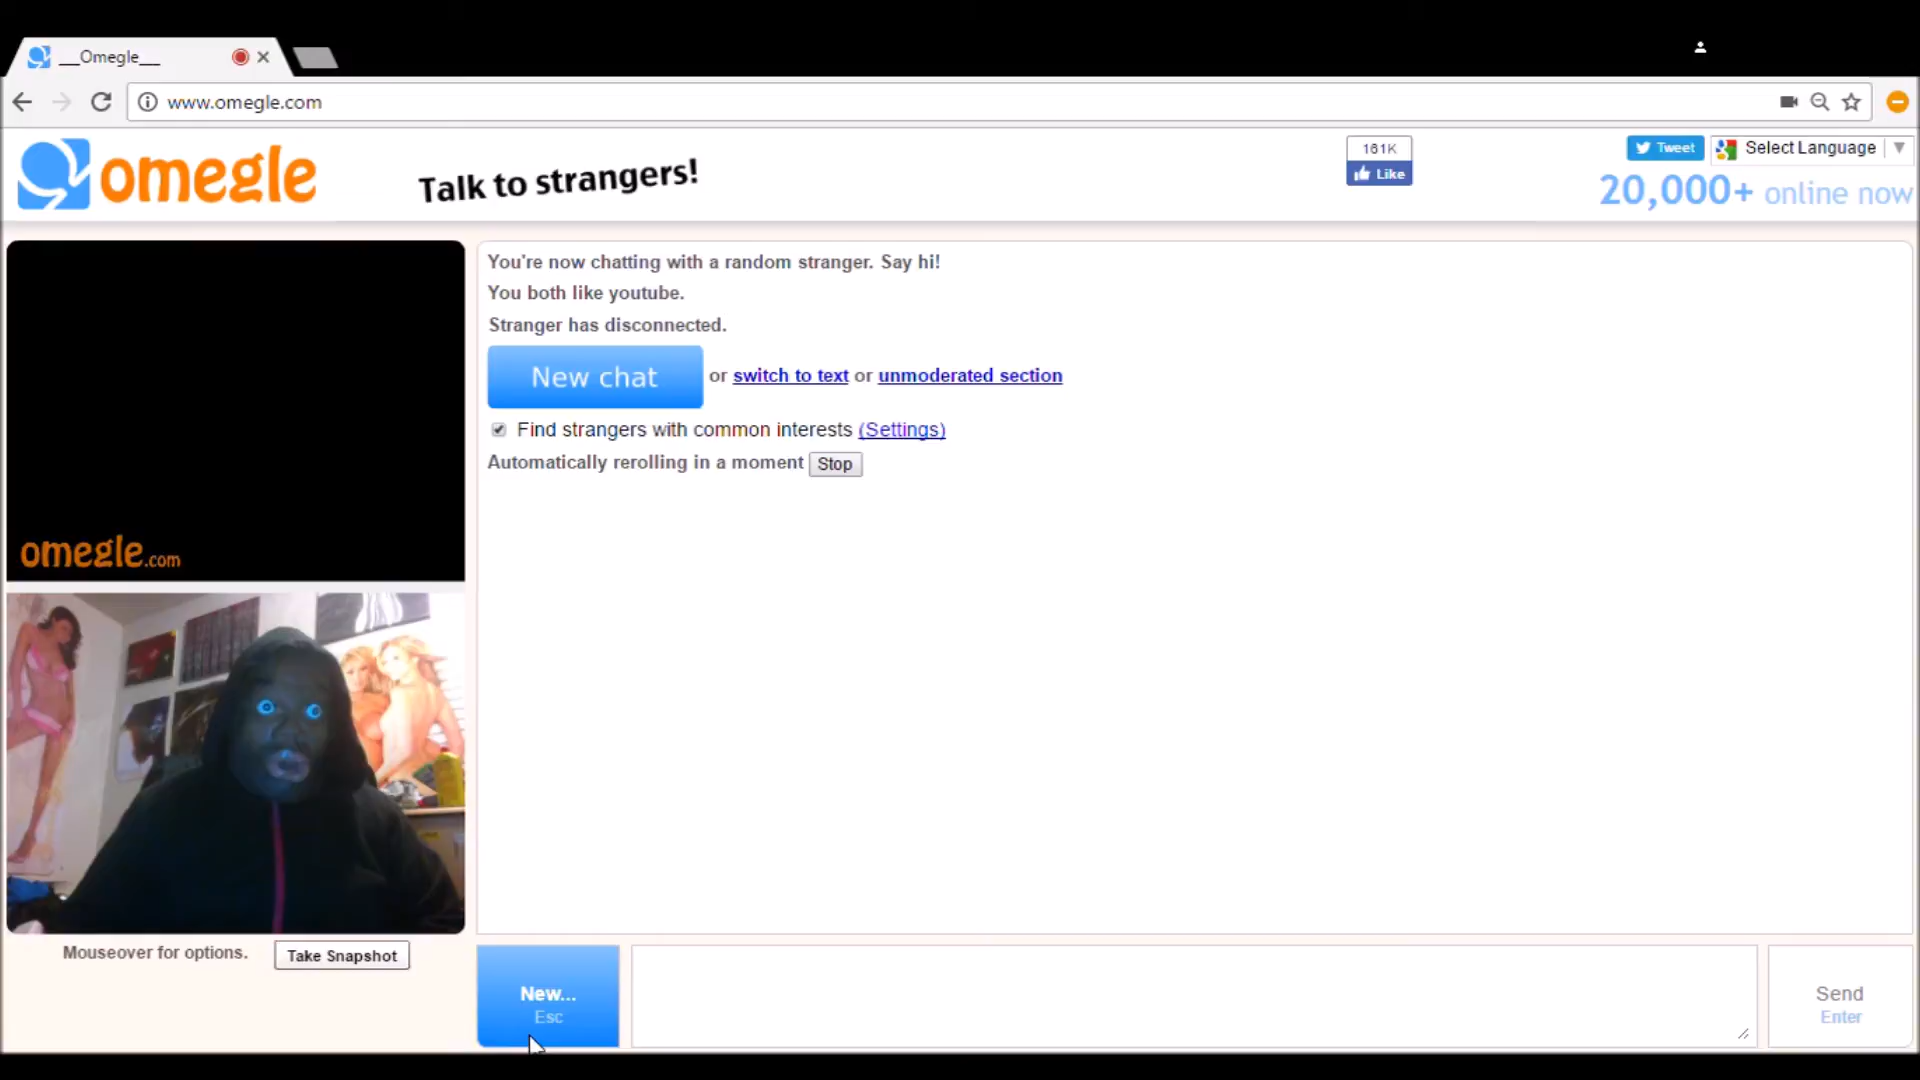 __Omegle__
www.omegle.com
omegle
Talk to strangers!
161K
Like
Tweet
Select Language
20,000+ online now
You're now chatting with a random stranger. Say hi!
You both like youtube.
Stranger has disconnected.
New chat or switch to text or unmoderated section
Find strangers with common interests (Settings)
Automatically rerolling in a moment Stop
omegle.com
Mouseover for options. Take Snapshot
New...
Esc
Send
Enter